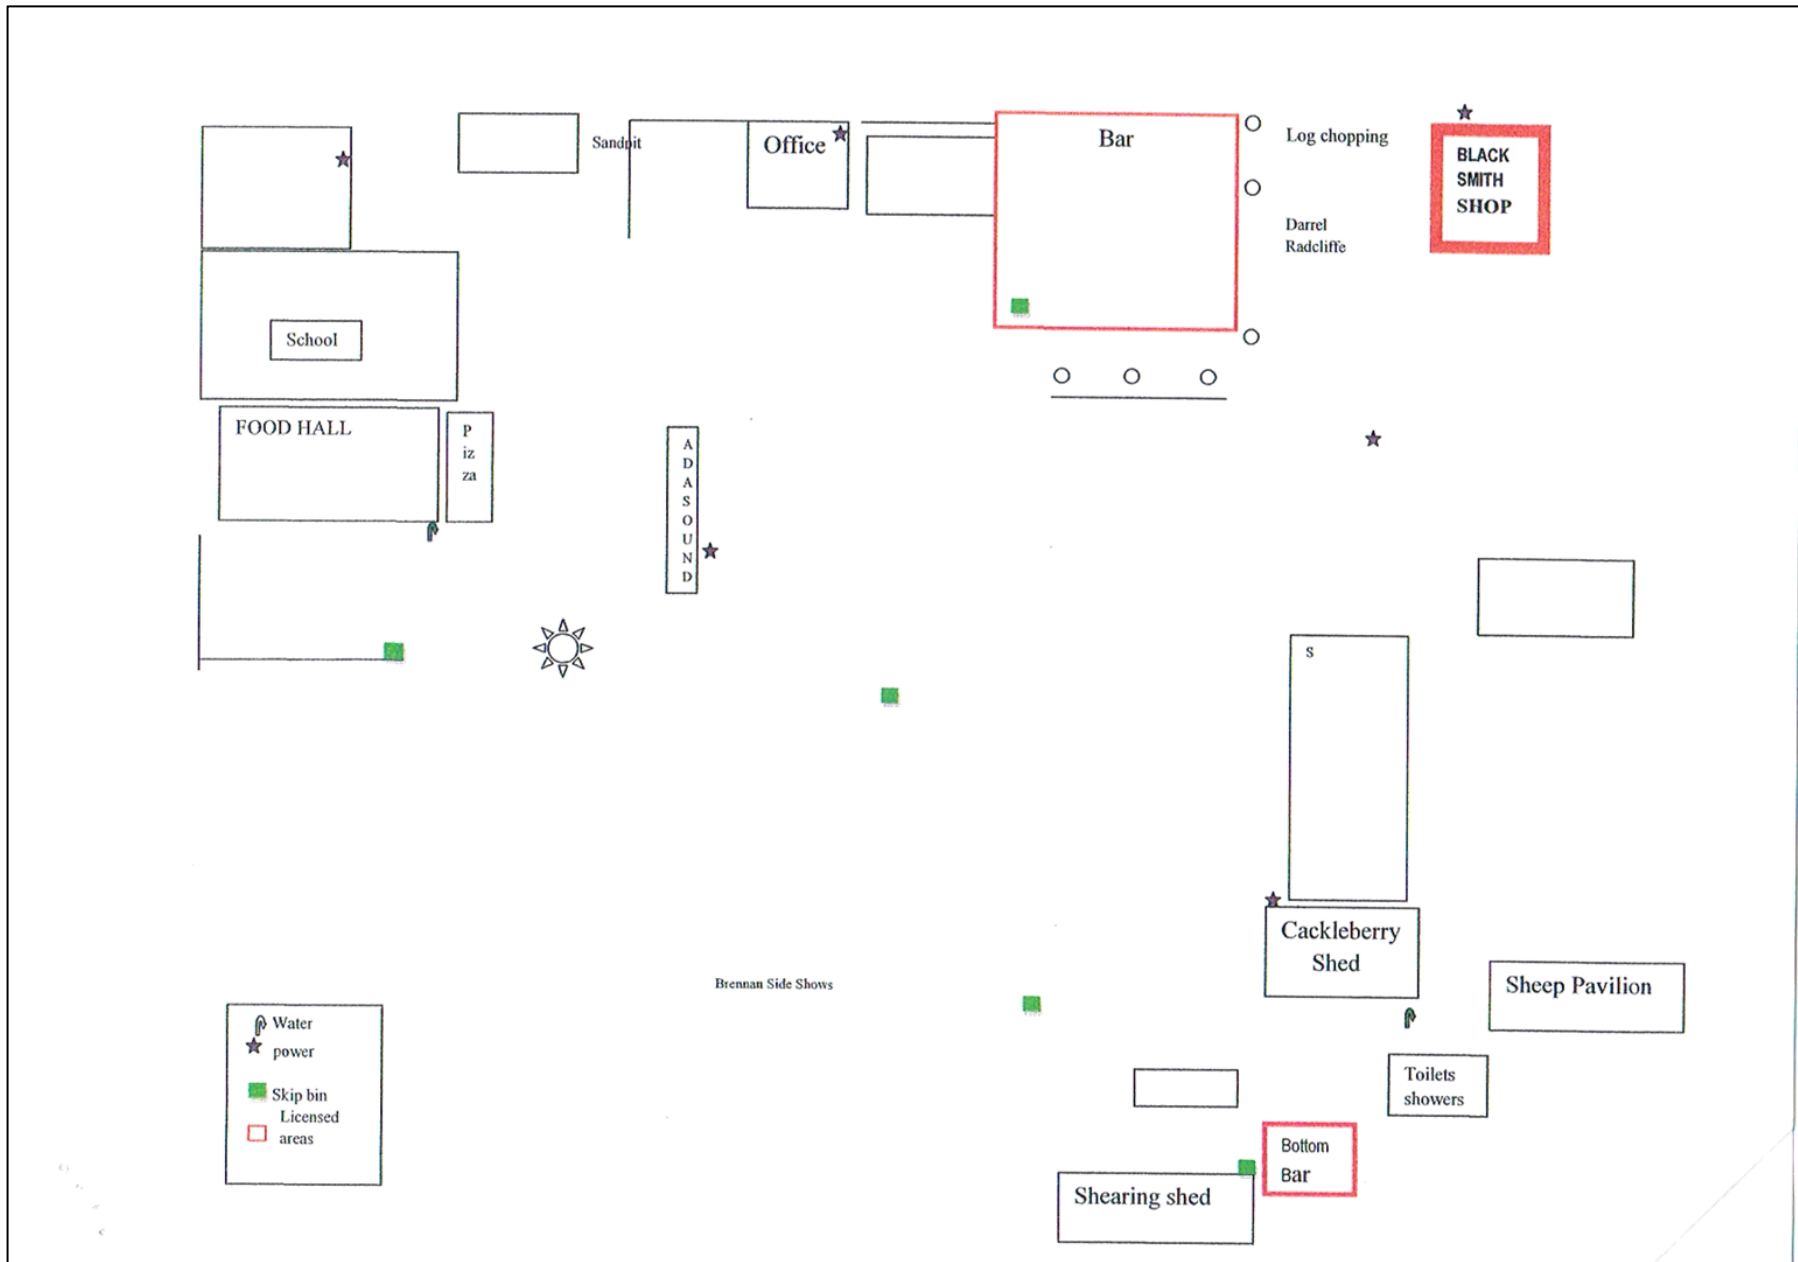 Sandpit
Office
Bar
Log chopping
BLACK
SMITH
SHOP
Darrel
Radcliffe
School
FOOD HALL
P
iz
za
A
D
A
S
O
U
N
D
S
Cackleberry
Shed
Sheep Pavilion
Brennan Side Shows
Water
power
Skip bin
Licensed
areas
Toilets
showers
Bottom
Bar
Shearing shed